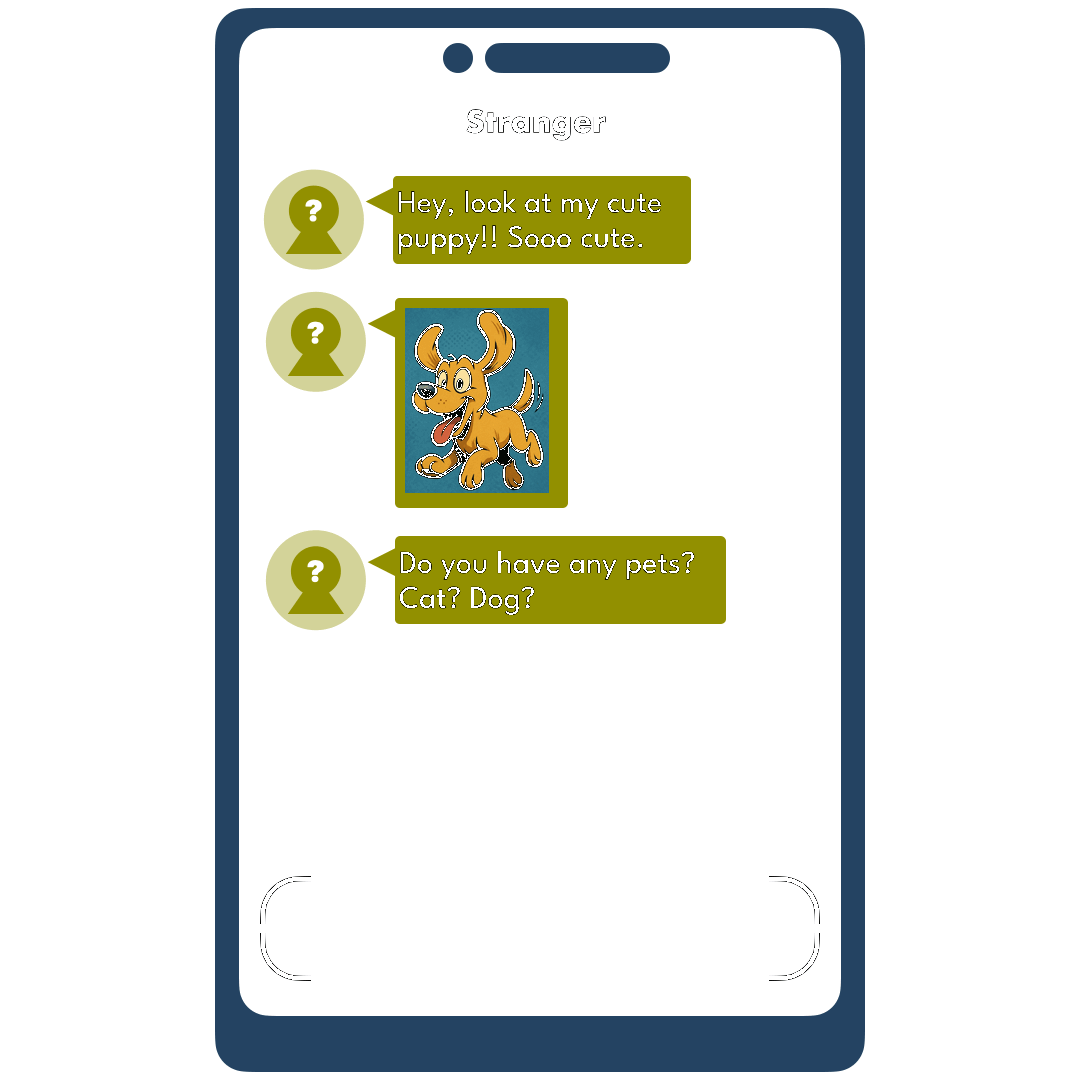 Stranger
?
Hey, look at my cute
puppy!! Sooo cute.
?
?
Do you have any pets?
Cat? Dog?